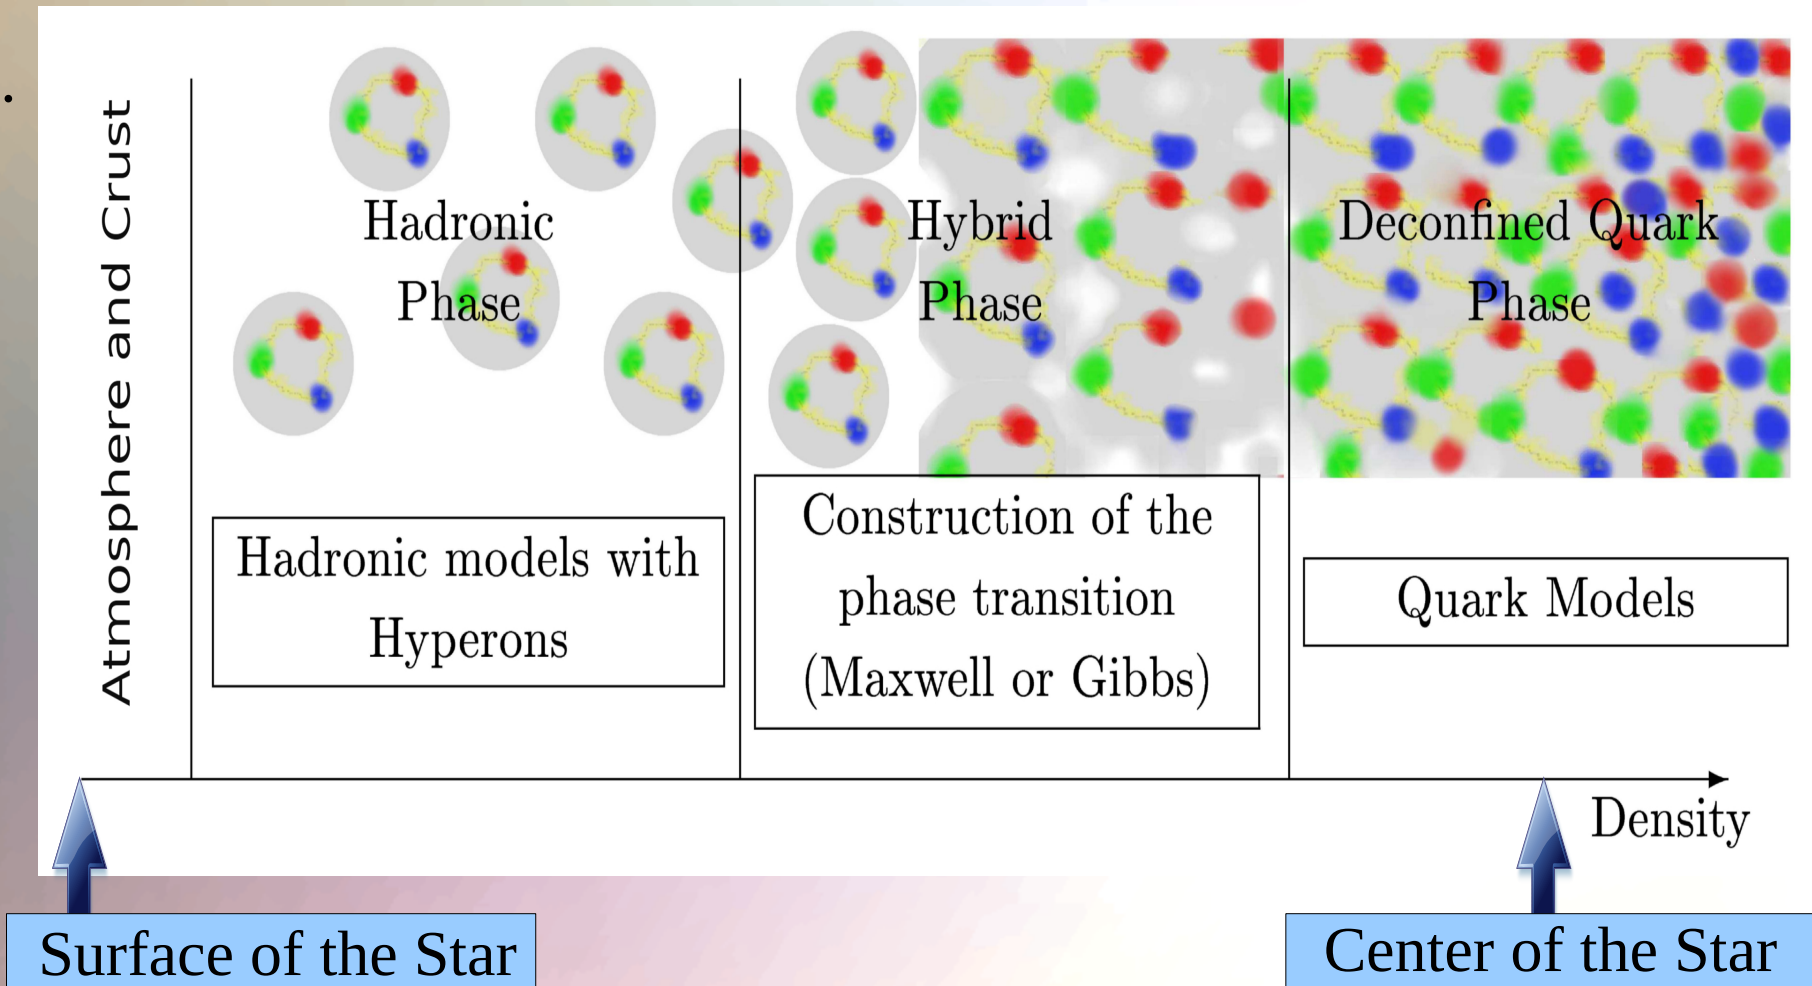 Atmosphere and Crust
Hadronic
Phase
Hybrid
Phase
Deconfined Quark
Phase
Hadronic models with
Hyperons
Construction of the
phase transition
(Maxwell or Gibbs)
Quark Models
Density
Surface of the Star
Center of the Star